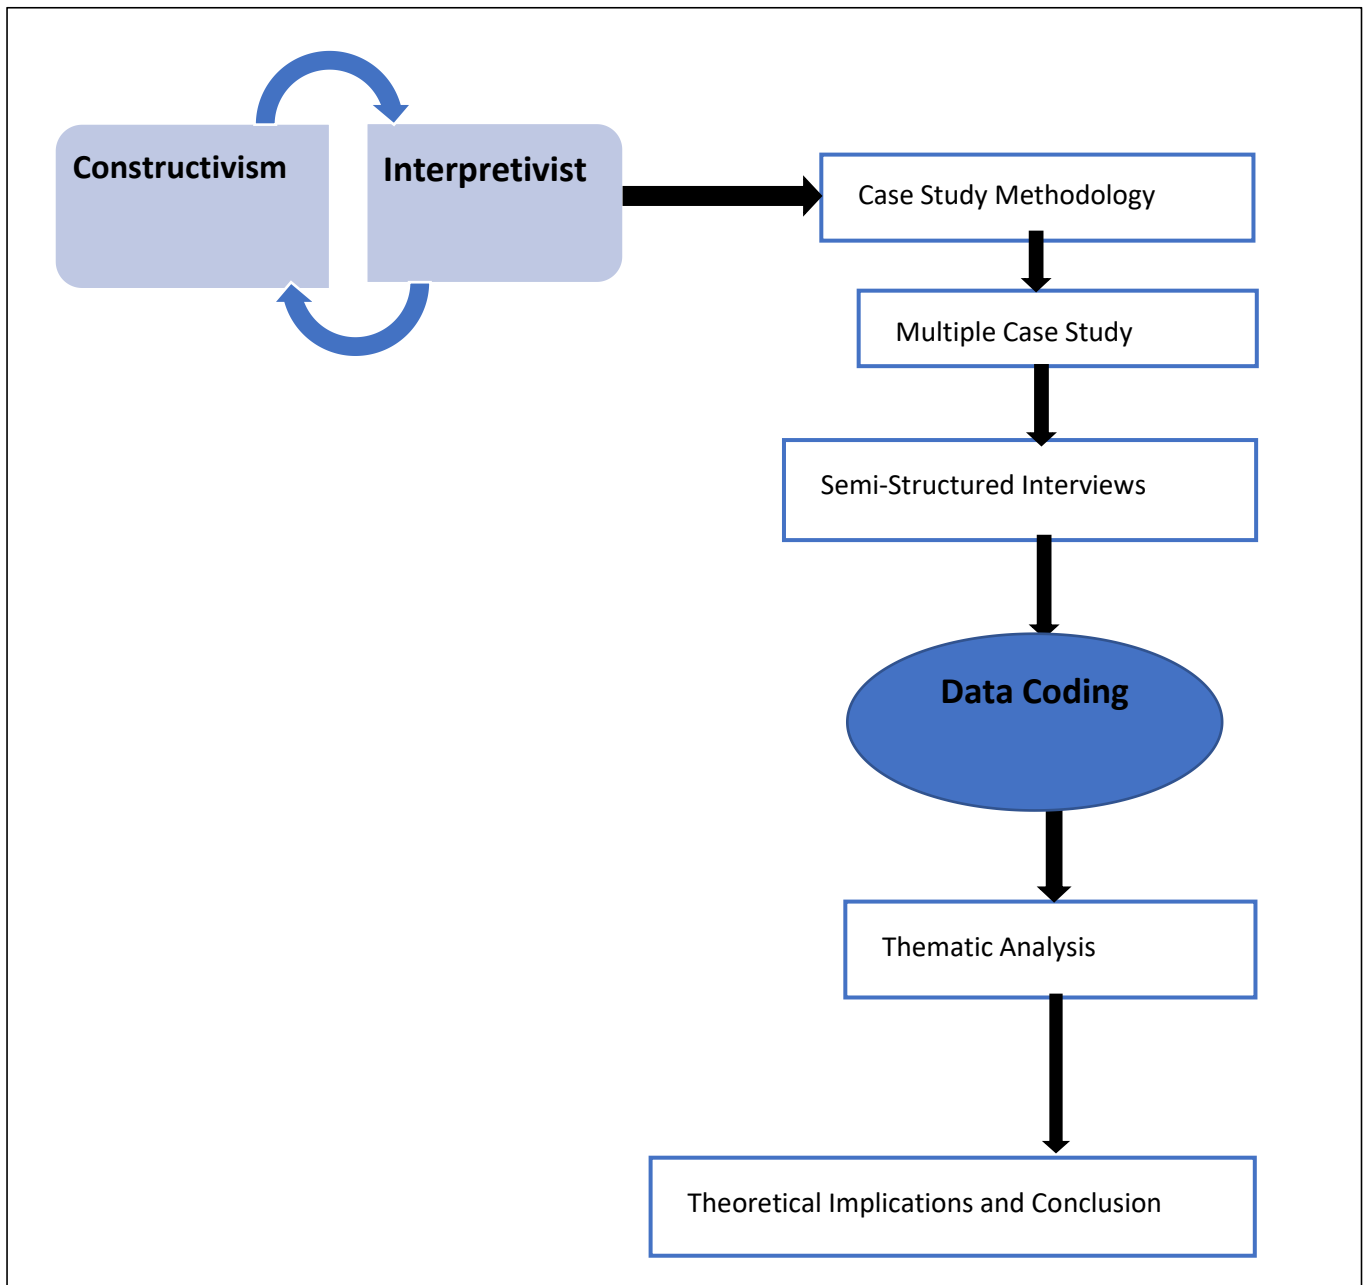 Constructivism
Interpretivist
Case Study Methodology
Multiple Case Study
Semi-Structured Interviews
Data Coding
Thematic Analysis
Theoretical Implications and Conclusion